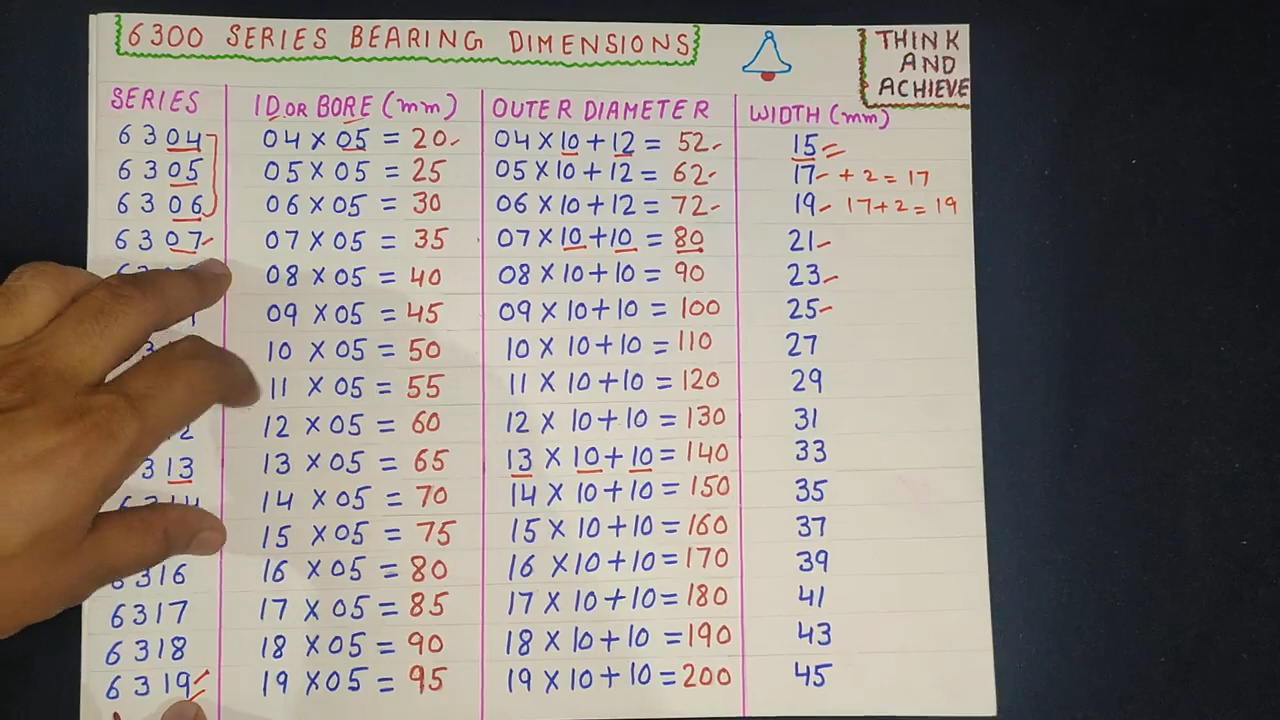 6300 SERIES BEARING DIMENSIONS
THINK
AND
ACHIEVE
SERIES ID OR BORE (mm) OUTER DIAMETER WIDTH (mm)
6304 04 X 05 = 20 04 X 10 + 12 = 52 15
6305 05 X 05 = 25 05 X 10 + 12 = 62 17 + 2 = 17
6306 06 X 05 = 30 06 X 10 + 12 = 72 19 17 + 2 = 19
6307 07 X 05 = 35 07 X 10 + 10 = 80 21
08 X 05 = 40 08 X 10 + 10 = 90 23
09 X 05 = 45 09 X 10 + 10 = 100 25
10 X 05 = 50 10 X 10 + 10 = 110 27
11 X 05 = 55 11 X 10 + 10 = 120 29
12 X 05 = 60 12 X 10 + 10 = 130 31
313 13 X 05 = 65 13 X 10 + 10 = 140 33
14 X 05 = 70 14 X 10 + 10 = 150 35
15 X 05 = 75 15 X 10 + 10 = 160 37
6316 16 X 05 = 80 16 X 10 + 10 = 170 39
6317 17 X 05 = 85 17 X 10 + 10 = 180 41
6318 18 X 05 = 90 18 X 10 + 10 = 190 43
6319 19 X 05 = 95 19 X 10 + 10 = 200 45